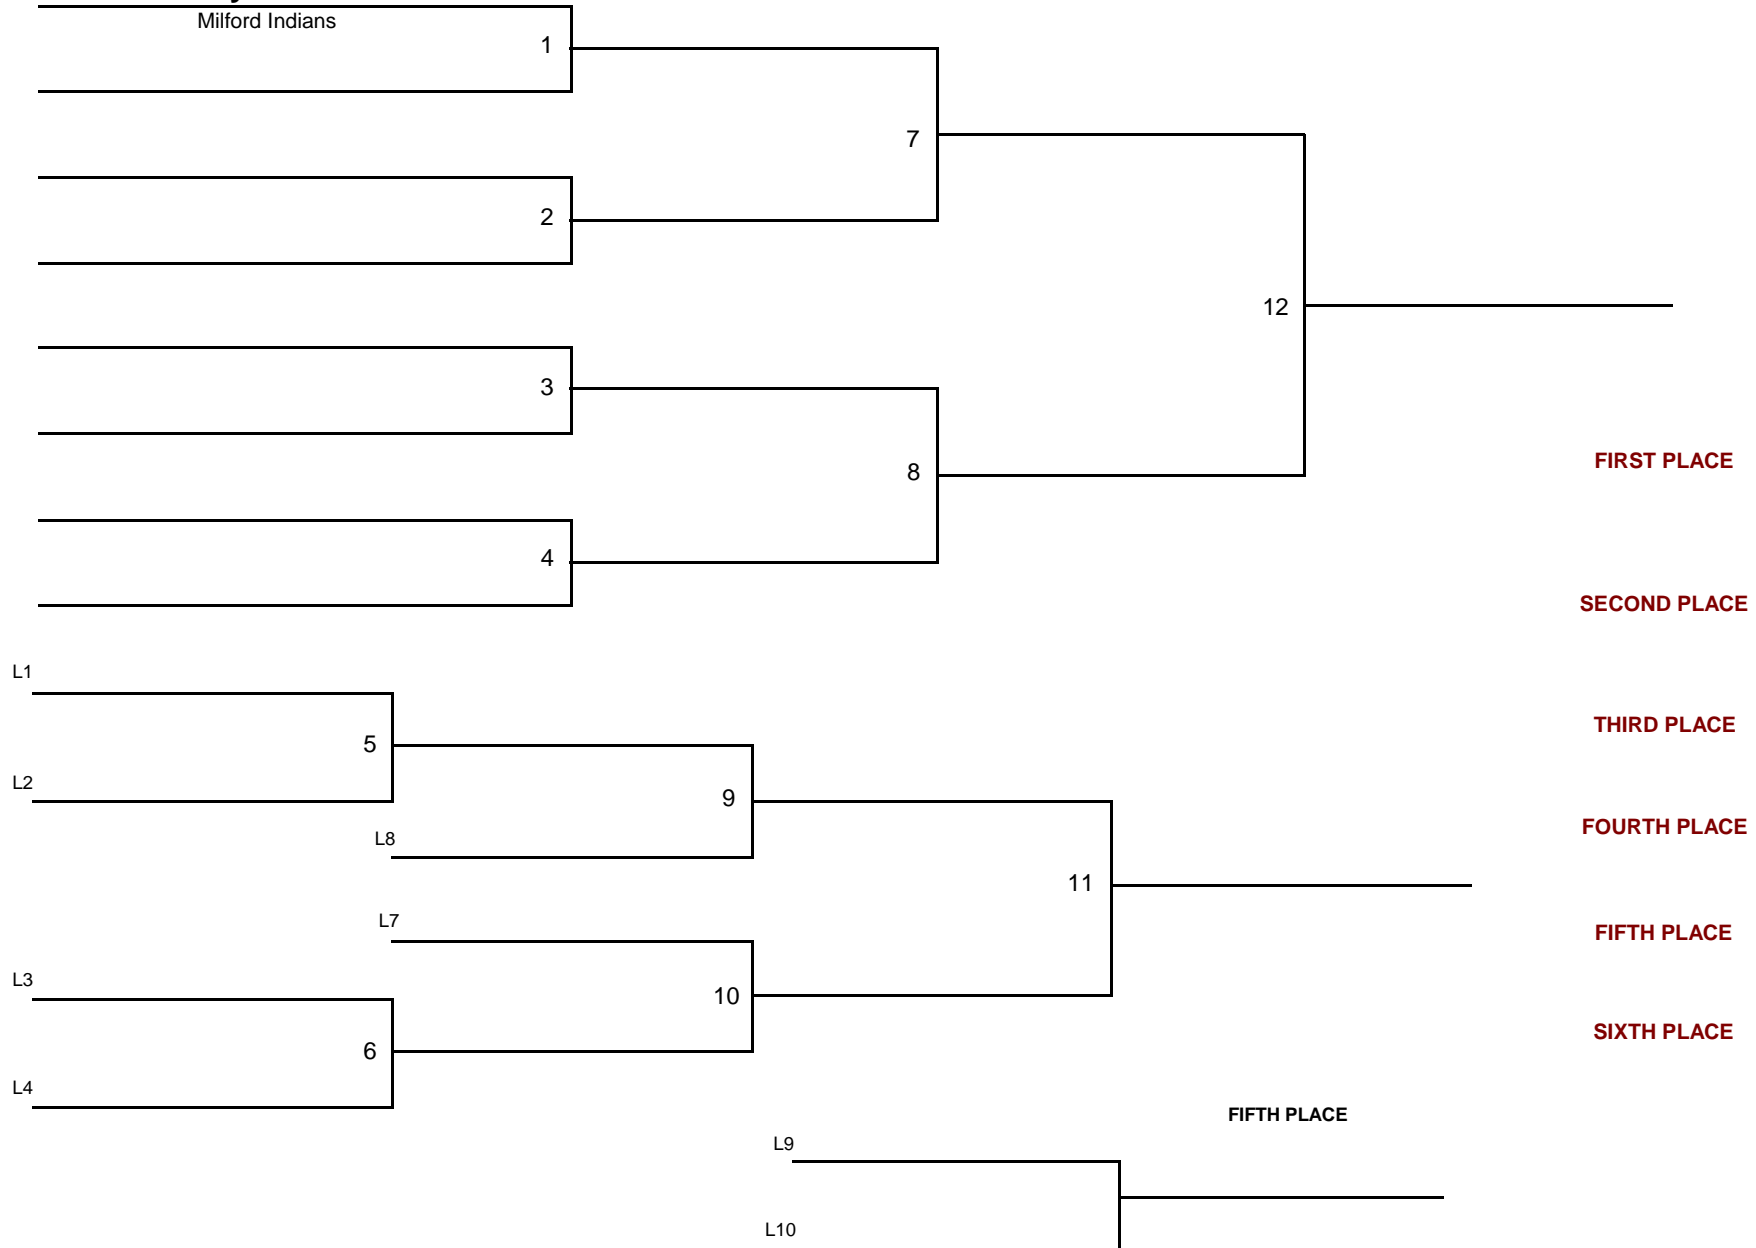 Milford Indians
1
7
2
12
3
FIRST PLACE
8
4
SECOND PLACE
L1
THIRD PLACE
5
L2
9
FOURTH PLACE
L8
11
L7
FIFTH PLACE
L3
10
SIXTH PLACE
6
L4
FIFTH PLACE
L9
L10